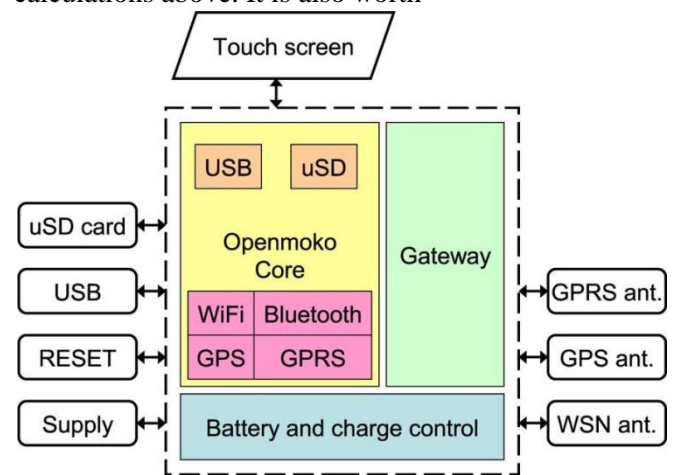 calculations above. It is also worth
Touch screen
USB
uSD
Openmoko
Core
WiFi
Bluetooth
GPS
GPRS
Gateway
Battery and charge control
uSD card
USB
RESET
Supply
GPRS ant.
GPS ant.
WSN ant.